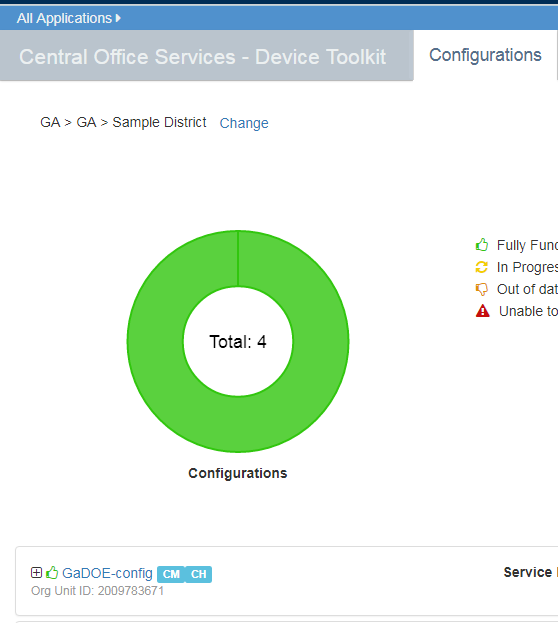 All Applications
Central Office Services - Device Toolkit
Configurations
GA > GA > Sample District Change
Total: 4
Configurations
Fully Func
In Progres
Out of dat
Unable to
GaDOE-config CM CH
Service
Org Unit ID: 2009783671